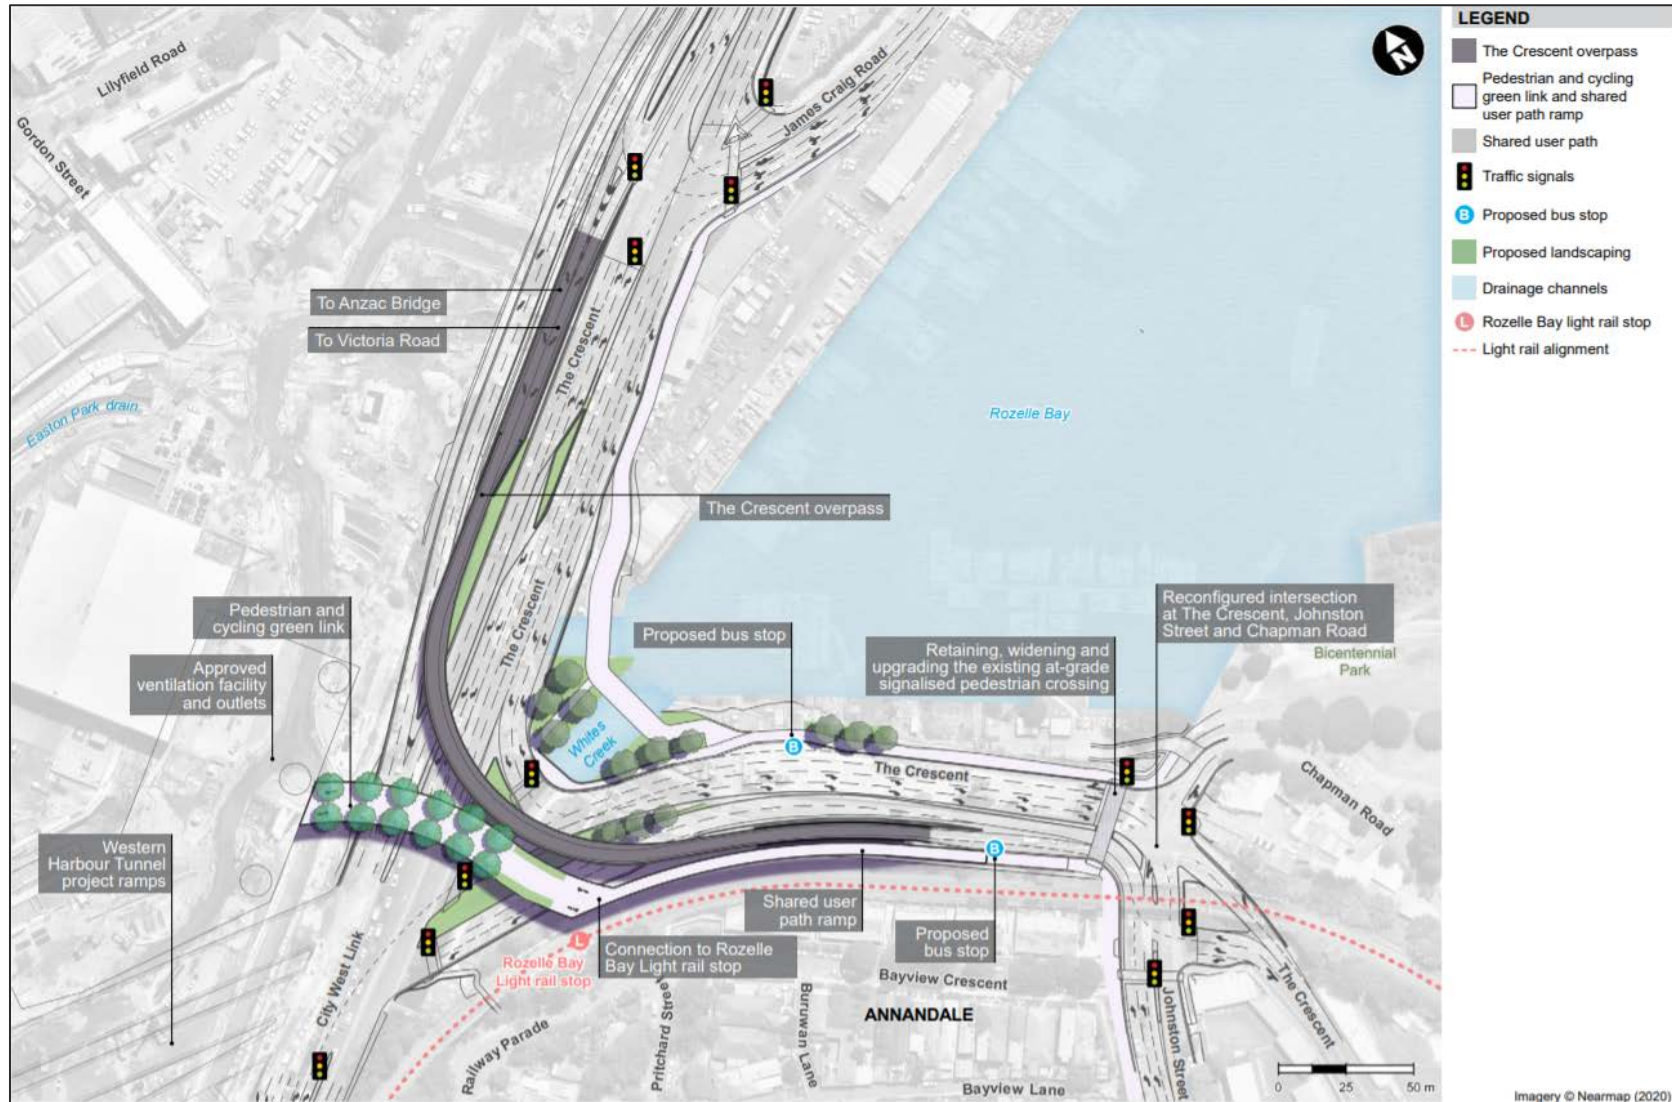 Lilyfield Road
Gordon Street
James Craig Road
N
To Anzac Bridge
To Victoria Road
The Crescent
Easton Park drain
Rozelle Bay
The Crescent overpass
The Crescent
Pedestrian and
cycling green link
Approved
ventilation facility
and outlets
Proposed bus stop
B
Retaining, widening and
upgrading the existing at-grade
signalised pedestrian crossing
Reconfigured intersection
at The Crescent, Johnston
Street and Chapman Road
Bicentennial
Park
Whites
Creek
The Crescent
Chapman Road
Western
Harbour Tunnel
project ramps
B
Shared user
path ramp
Proposed
bus stop
Connection to Rozelle
Bay Light rail stop
L
Rozelle Bay
Light rail stop
City West Link
Railway Parade
Pritchard Street
Buruwan Lane
Bayview Crescent
ANNANDALE
Bayview Lane
Johnston Street
The Crescent
0 25 50 m
LEGEND
The Crescent overpass
Pedestrian and cycling
green link and shared
user path ramp
Shared user path
Traffic signals
B Proposed bus stop
Proposed landscaping
Drainage channels
L Rozelle Bay light rail stop
Light rail alignment
Imagery © Nearmap (2020)